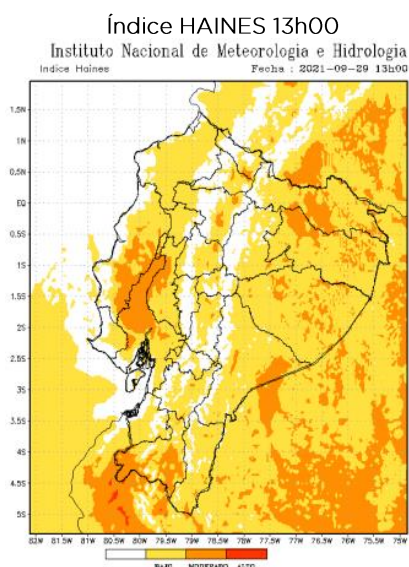 Índice HAINES 13h00
Instituto Nacional de Meteorologia e Hidrologia
Indice Haines Fecha : 2021-09-29 13h00
1.5N
1N
0.5N
EQ
0.5S
1S
1.5S
2S
2.5S
3S
3.5S
4S
4.5S
5S
82W 81.5W 81W 80.5W 80W 79.5W 79W 78.5W 78W 77.5W 77W 76.5W 76W 75.5W 75W
BAJO MODERADO ALTO